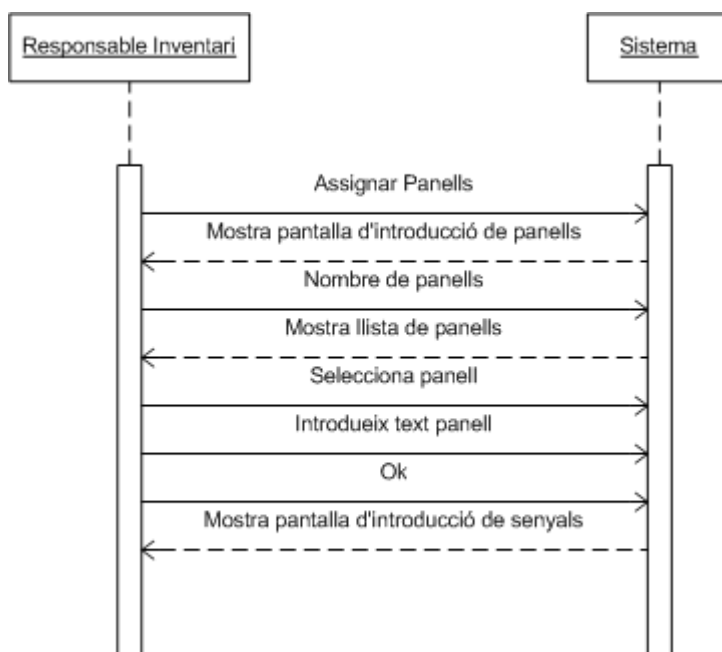 Responsable Inventari
Sistema
Assignar Panells
Mostra pantalla d'introducció de panells
Nombre de panells
Mostra llista de panells
Selecciona panell
Introdueix text panell
Ok
Mostra pantalla d'introducció de senyals